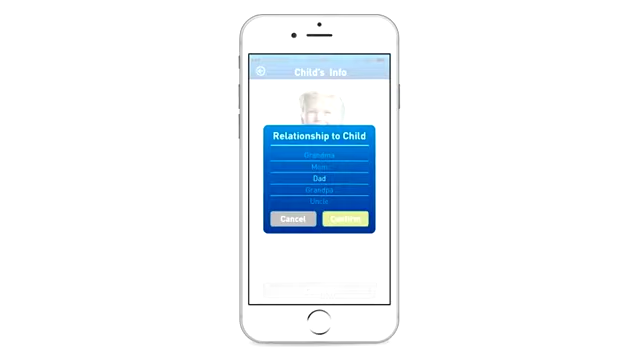 Child's Info
Relationship to Child
Grandma
Mom
Dad
Grandpa
Uncle
Cancel
Confirm